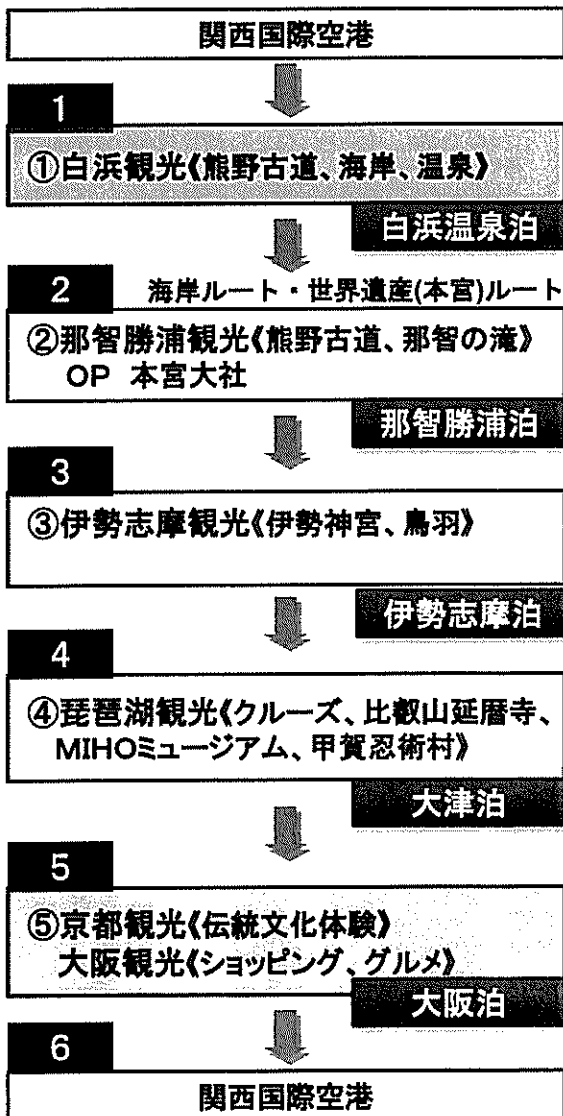 関西国際空港
1
①白浜観光《熊野古道、海岸、温泉》
白浜温泉泊
2
海岸ルート・世界遺産(本宮)ルート
②那智勝浦観光《熊野古道、那智の滝》
OP 本宮大社
那智勝浦泊
3
③伊勢志摩観光《伊勢神宮、鳥羽》
伊勢志摩泊
4
④琵琶湖観光《クルーズ、比叡山延暦寺、
MIHOミュージアム、甲賀忍術村》
大津泊
5
⑤京都観光《伝統文化体験》
大阪観光《ショッピング、グルメ》
大阪泊
6
関西国際空港